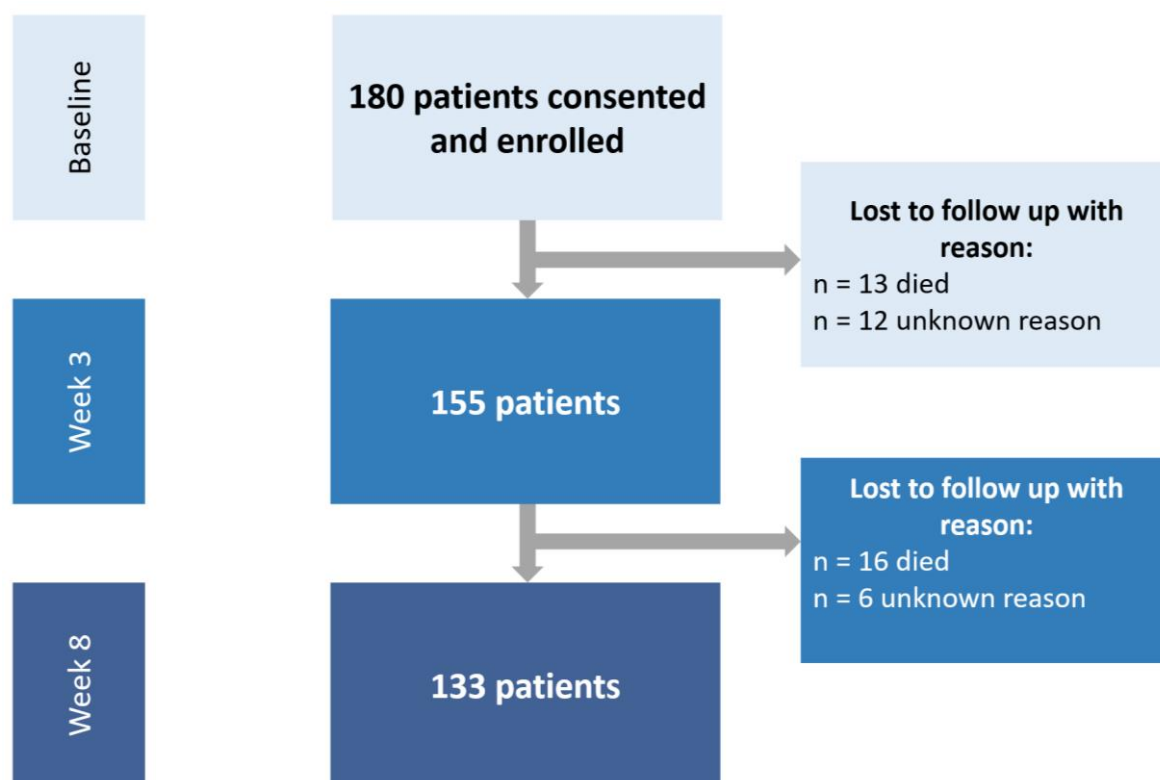 Baseline
180 patients consented
and enrolled
Lost to follow up with
reason:
n = 13 died
n = 12 unknown reason
Week 3
155 patients
Lost to follow up with
reason:
n = 16 died
n = 6 unknown reason
Week 8
133 patients